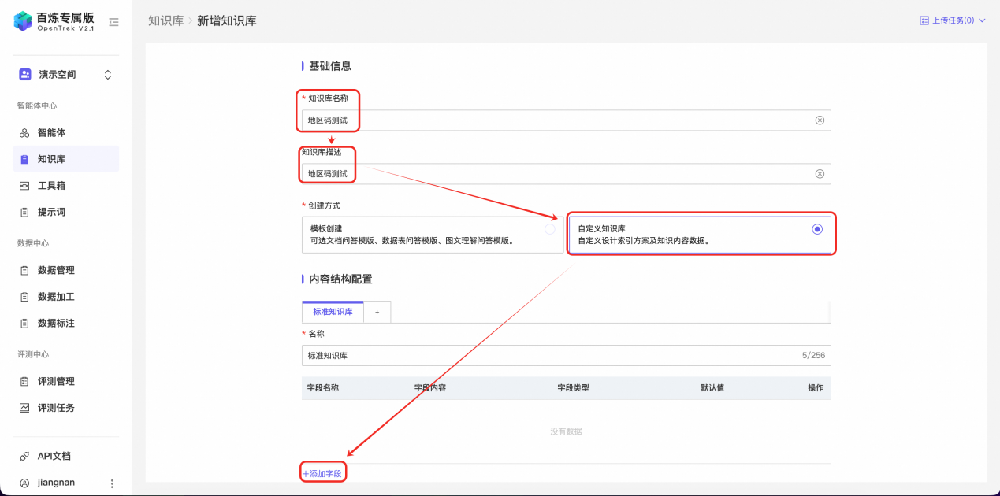 百炼专属版
OpenTrek V2.1
演示空间
智能体中心
智能体
知识库
工具箱
提示词
数据中心
数据管理
数据加工
数据标注
评测中心
评测管理
评测任务
API文档
jiangnan
知识库 > 新增知识库
上传任务(0)
基础信息
* 知识库名称
地区码测试
知识库描述
地区码测试
* 创建方式
模板创建
可选文档问答模版、数据表问答模版、图文理解问答模版。
自定义知识库
自定义设计索引方案及知识内容数据。
内容结构配置
标准知识库 +
* 名称
标准知识库 5/256
字段名称 字段内容 字段类型 默认值 操作
没有数据
+添加字段